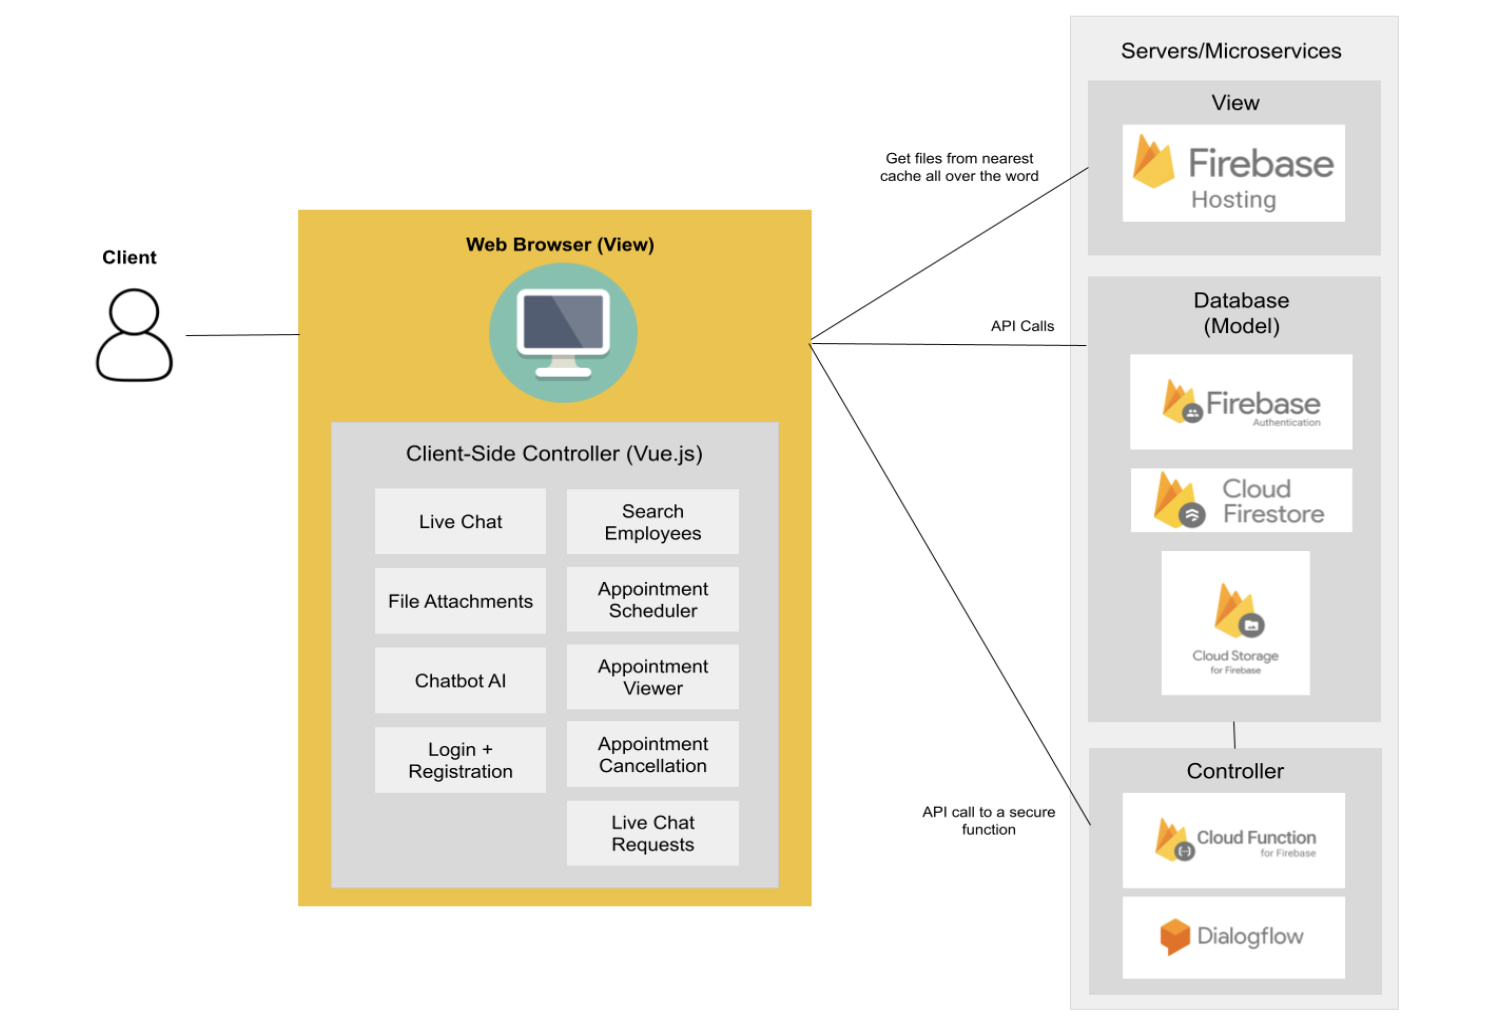 Client
Web Browser (View)
Client-Side Controller (Vue.js)
Live Chat
File Attachments
Chatbot AI
Login +
Registration
Search
Employees
Appointment
Scheduler
Appointment
Viewer
Appointment
Cancellation
Live Chat
Requests
Get files from nearest
cache all over the word
API Calls
API call to a secure
function
Servers/Microservices
View
Firebase
Hosting
Database
(Model)
Firebase
Authentication
Cloud
Firestore
Cloud Storage
for Firebase
Controller
Cloud Function
for Firebase
Dialogflow